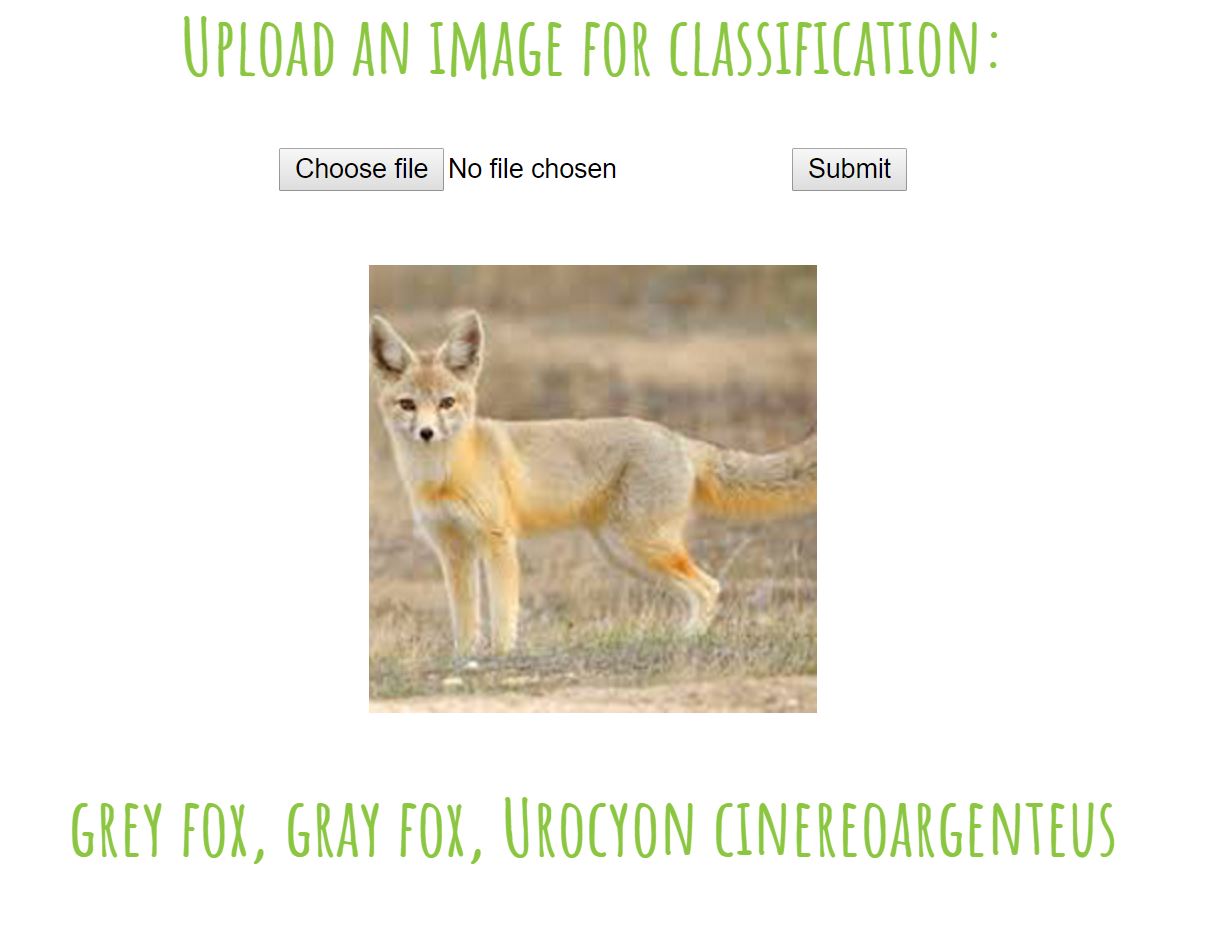 Upload an image for classification:
Choose file No file chosen Submit
grey fox, gray fox, Urocyon cinereoargenteus